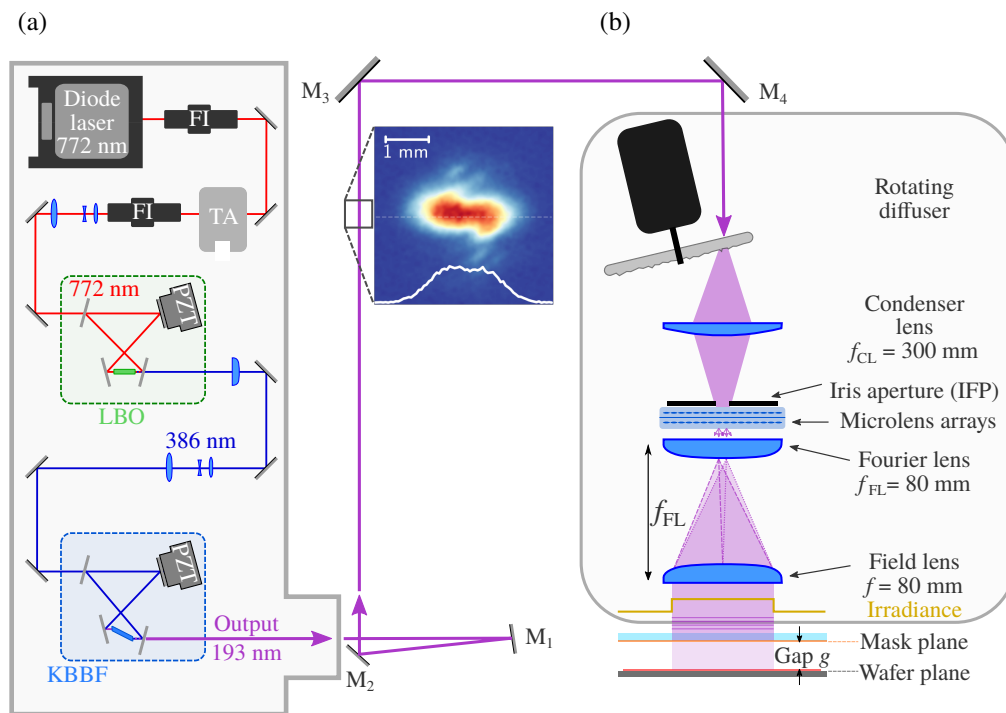 (a)
Diode
laser
772 nm
FI
FI
TA
772 nm
PZT
LBO
386 nm
PZT
KBBF
Output
193 nm
M1
M2
M3
M4
1 mm
(b)
Rotating
diffuser
Condenser
lens
fCL = 300 mm
Iris aperture (IFP)
Microlens arrays
Fourier lens
fFL= 80 mm
fFL
Field lens
f= 80 mm
Irradiance
Mask plane
Gap g
Wafer plane